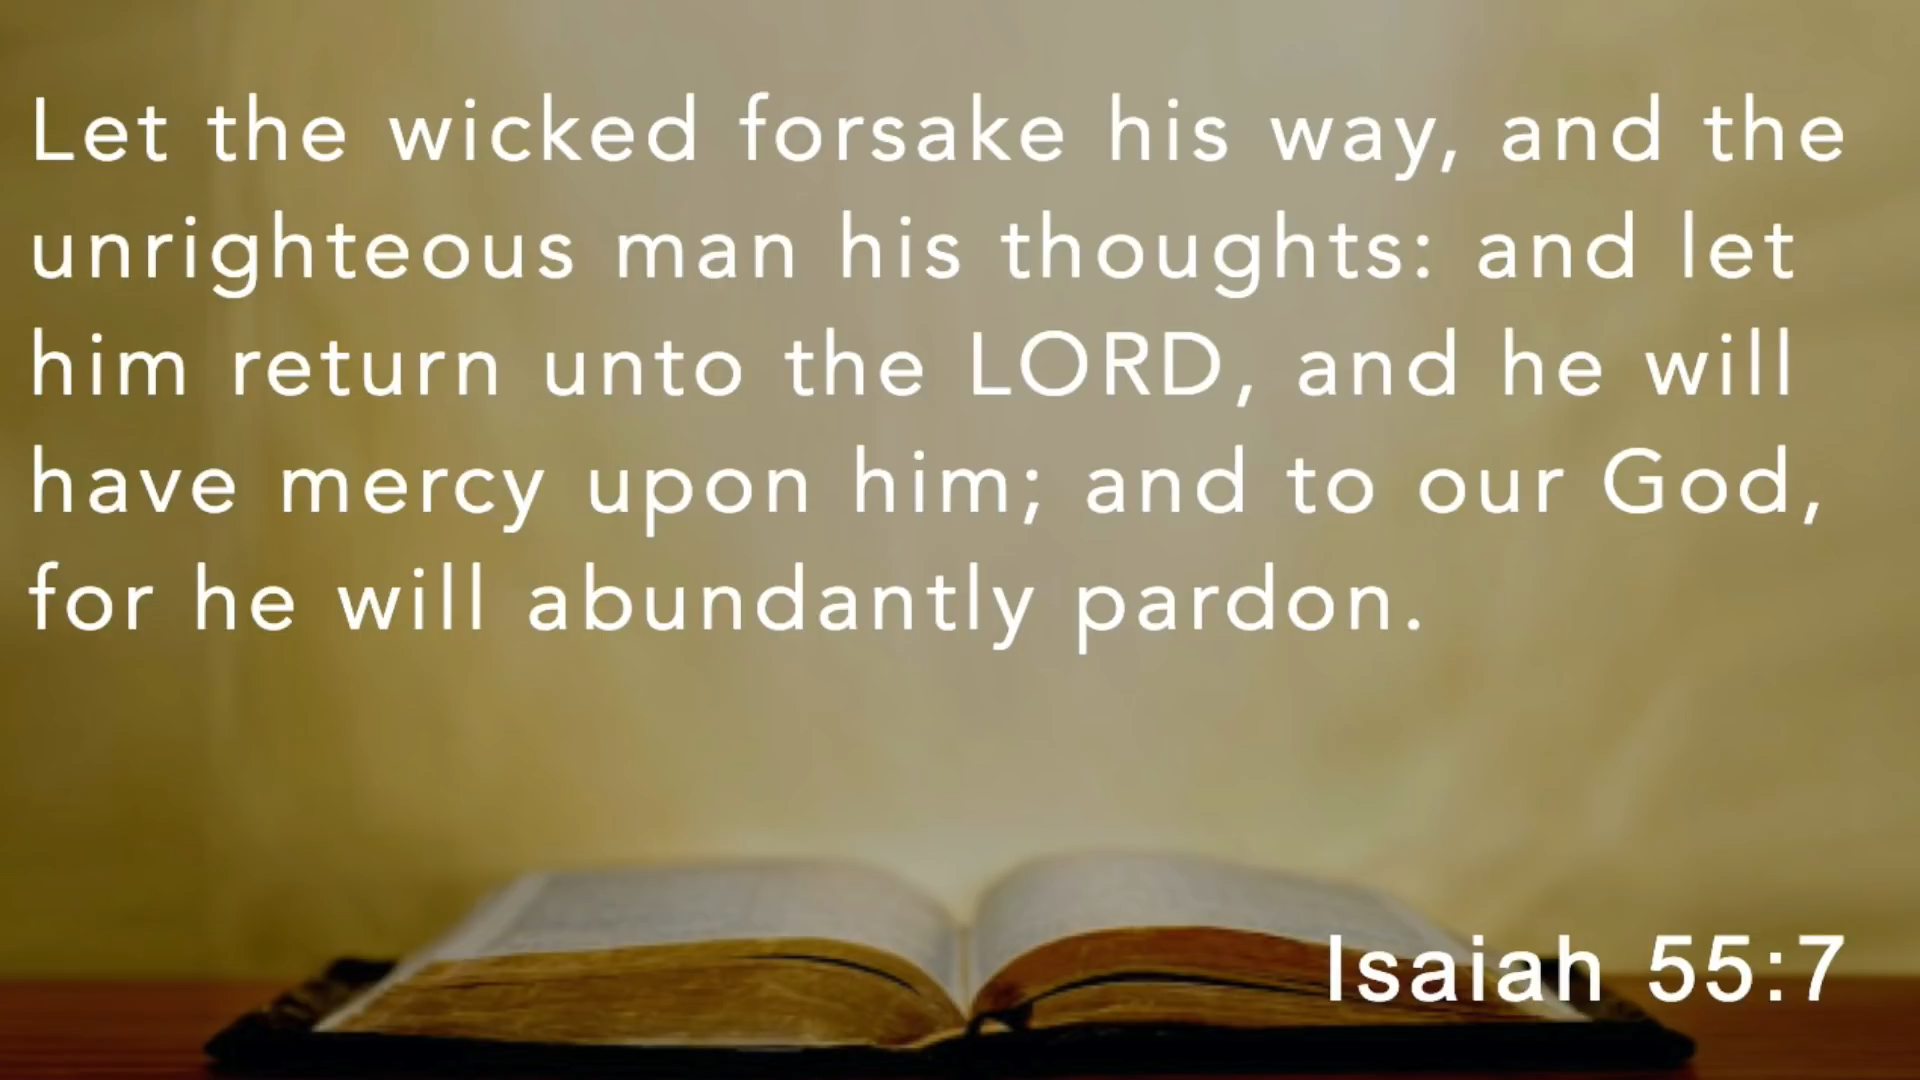 Let the wicked forsake his way, and the
unrighteous man his thoughts: and let
him return unto the LORD, and he will
have mercy upon him; and to our God,
for he will abundantly pardon.
Isaiah 55:7